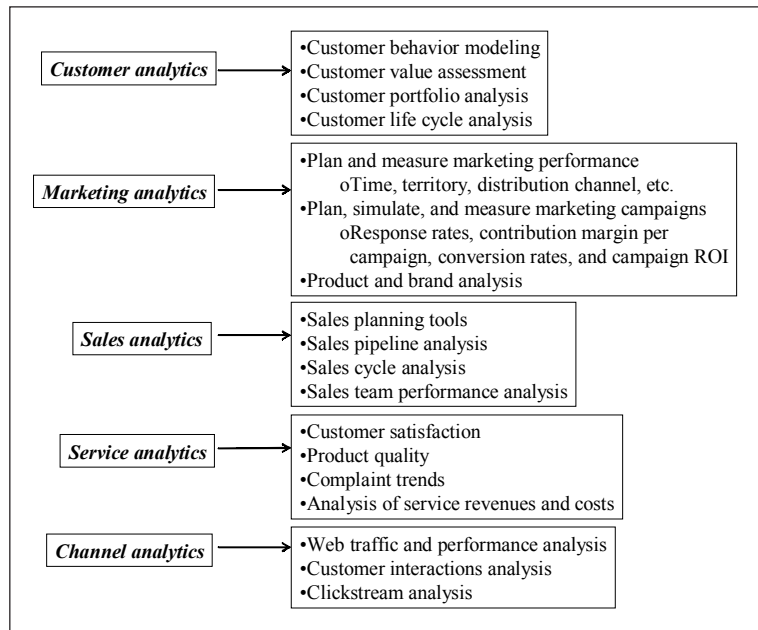 Customer analytics
•Customer behavior modeling
•Customer value assessment
•Customer portfolio analysis
•Customer life cycle analysis
Marketing analytics
•Plan and measure marketing performance
oTime, territory, distribution channel, etc.
•Plan, simulate, and measure marketing campaigns
oResponse rates, contribution margin per
campaign, conversion rates, and campaign ROI
•Product and brand analysis
Sales analytics
•Sales planning tools
•Sales pipeline analysis
•Sales cycle analysis
•Sales team performance analysis
Service analytics
•Customer satisfaction
•Product quality
•Complaint trends
•Analysis of service revenues and costs
Channel analytics
•Web traffic and performance analysis
•Customer interactions analysis
•Clickstream analysis